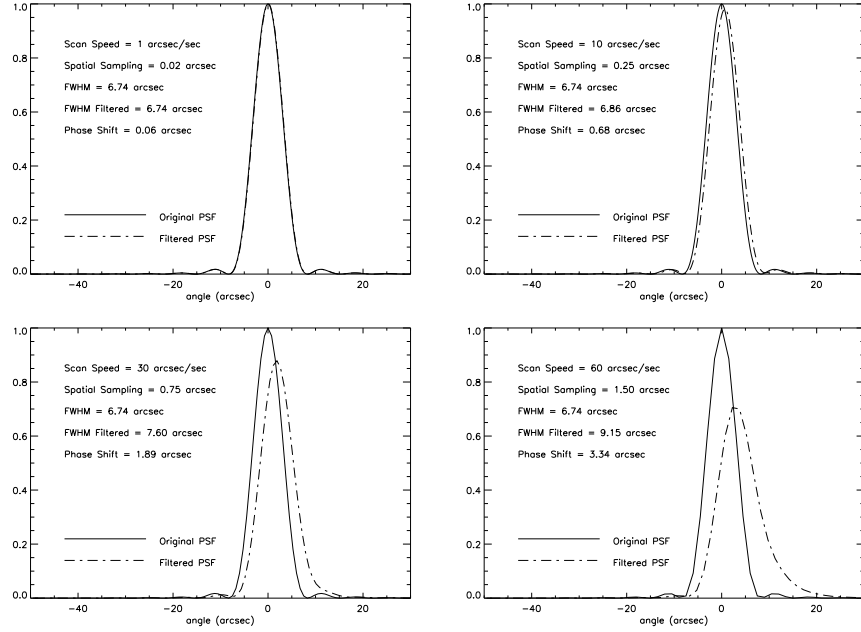 1.0
0.8
0.6
0.4
0.2
0.0
Scan Speed = 1 arcsec/sec
Spatial Sampling = 0.02 arcsec
FWHM = 6.74 arcsec
FWHM Filtered = 6.74 arcsec
Phase Shift = 0.06 arcsec
Original PSF
Filtered PSF
-40 -20 0 20
angle (arcsec)
1.0
0.8
0.6
0.4
0.2
0.0
Scan Speed = 10 arcsec/sec
Spatial Sampling = 0.25 arcsec
FWHM = 6.74 arcsec
FWHM Filtered = 6.86 arcsec
Phase Shift = 0.68 arcsec
Original PSF
Filtered PSF
-40 -20 0 20
angle (arcsec)
1.0
0.8
0.6
0.4
0.2
0.0
Scan Speed = 30 arcsec/sec
Spatial Sampling = 0.75 arcsec
FWHM = 6.74 arcsec
FWHM Filtered = 7.60 arcsec
Phase Shift = 1.89 arcsec
Original PSF
Filtered PSF
-40 -20 0 20
angle (arcsec)
1.0
0.8
0.6
0.4
0.2
0.0
Scan Speed = 60 arcsec/sec
Spatial Sampling = 1.50 arcsec
FWHM = 6.74 arcsec
FWHM Filtered = 9.15 arcsec
Phase Shift = 3.34 arcsec
Original PSF
Filtered PSF
-40 -20 0 20
angle (arcsec)